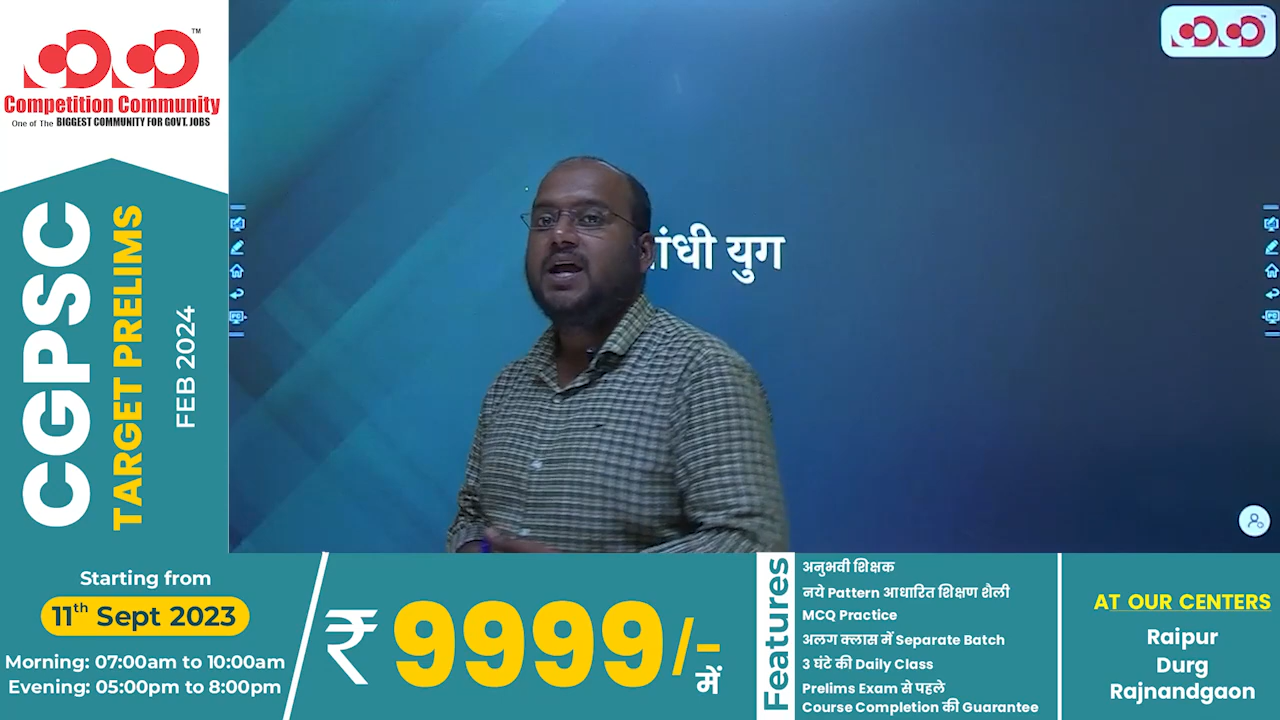 TM
Competition Community
One of The BIGGEST COMMUNITY FOR GOVT. JOBS
CGPSC
TARGET PRELIMS
FEB 2024
ांधी युग
Starting from
11th Sept 2023
Morning: 07:00am to 10:00am
Evening: 05:00pm to 8:00pm
₹ 9999/- में
Features
अनुभवी शिक्षक
नये Pattern आधारित शिक्षण शैली
MCQ Practice
अलग क्लास में Separate Batch
3 घंटे की Daily Class
Prelims Exam से पहले
Course Completion की Guarantee
AT OUR CENTERS
Raipur
Durg
Rajnandgaon